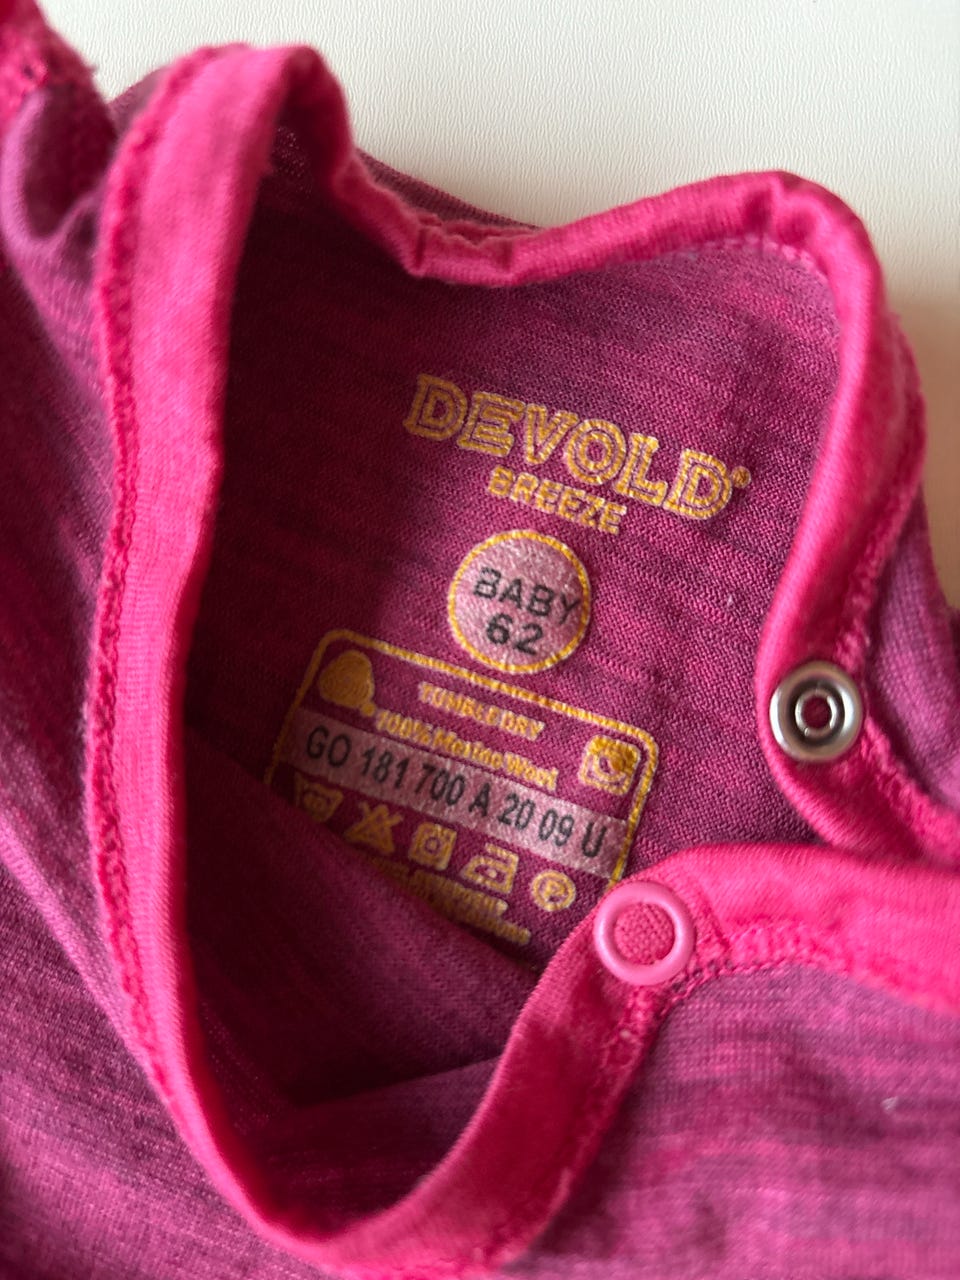 DEVOLD®
BREEZE
BABY
62
TUMBLE DRY
100% Merino Wool
GO 181 700 A 20 09 U
P